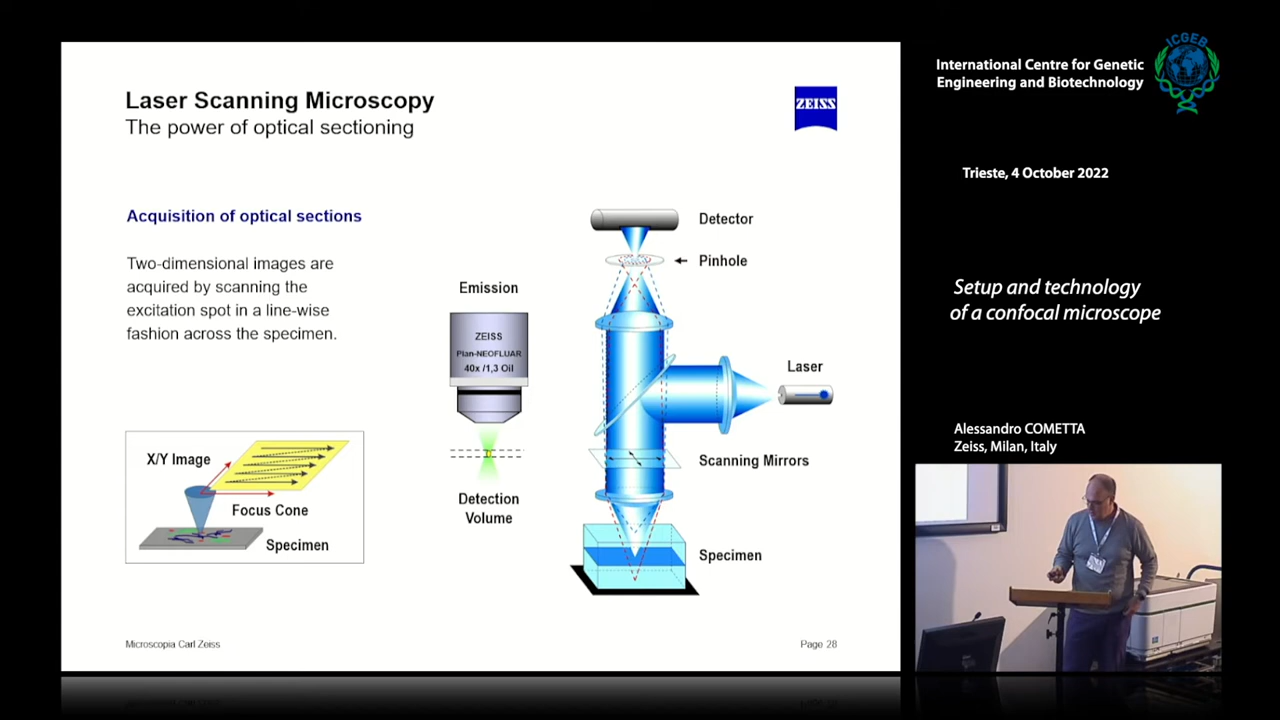 Laser Scanning Microscopy
The power of optical sectioning
ZEISS
Acquisition of optical sections
Two-dimensional images are
acquired by scanning the
excitation spot in a line-wise
fashion across the specimen.
X/Y Image
Focus Cone
Specimen
Emission
ZEISS
Plan-NEOFLUAR
40x /1,3 Oil
Detection
Volume
Detector
Pinhole
Laser
Scanning Mirrors
Specimen
Microscopia Carl Zeiss
Page 28
International Centre for Genetic
Engineering and Biotechnology
ICGEB
Trieste, 4 October 2022
Setup and technology
of a confocal microscope
Alessandro COMETTA
Zeiss, Milan, Italy